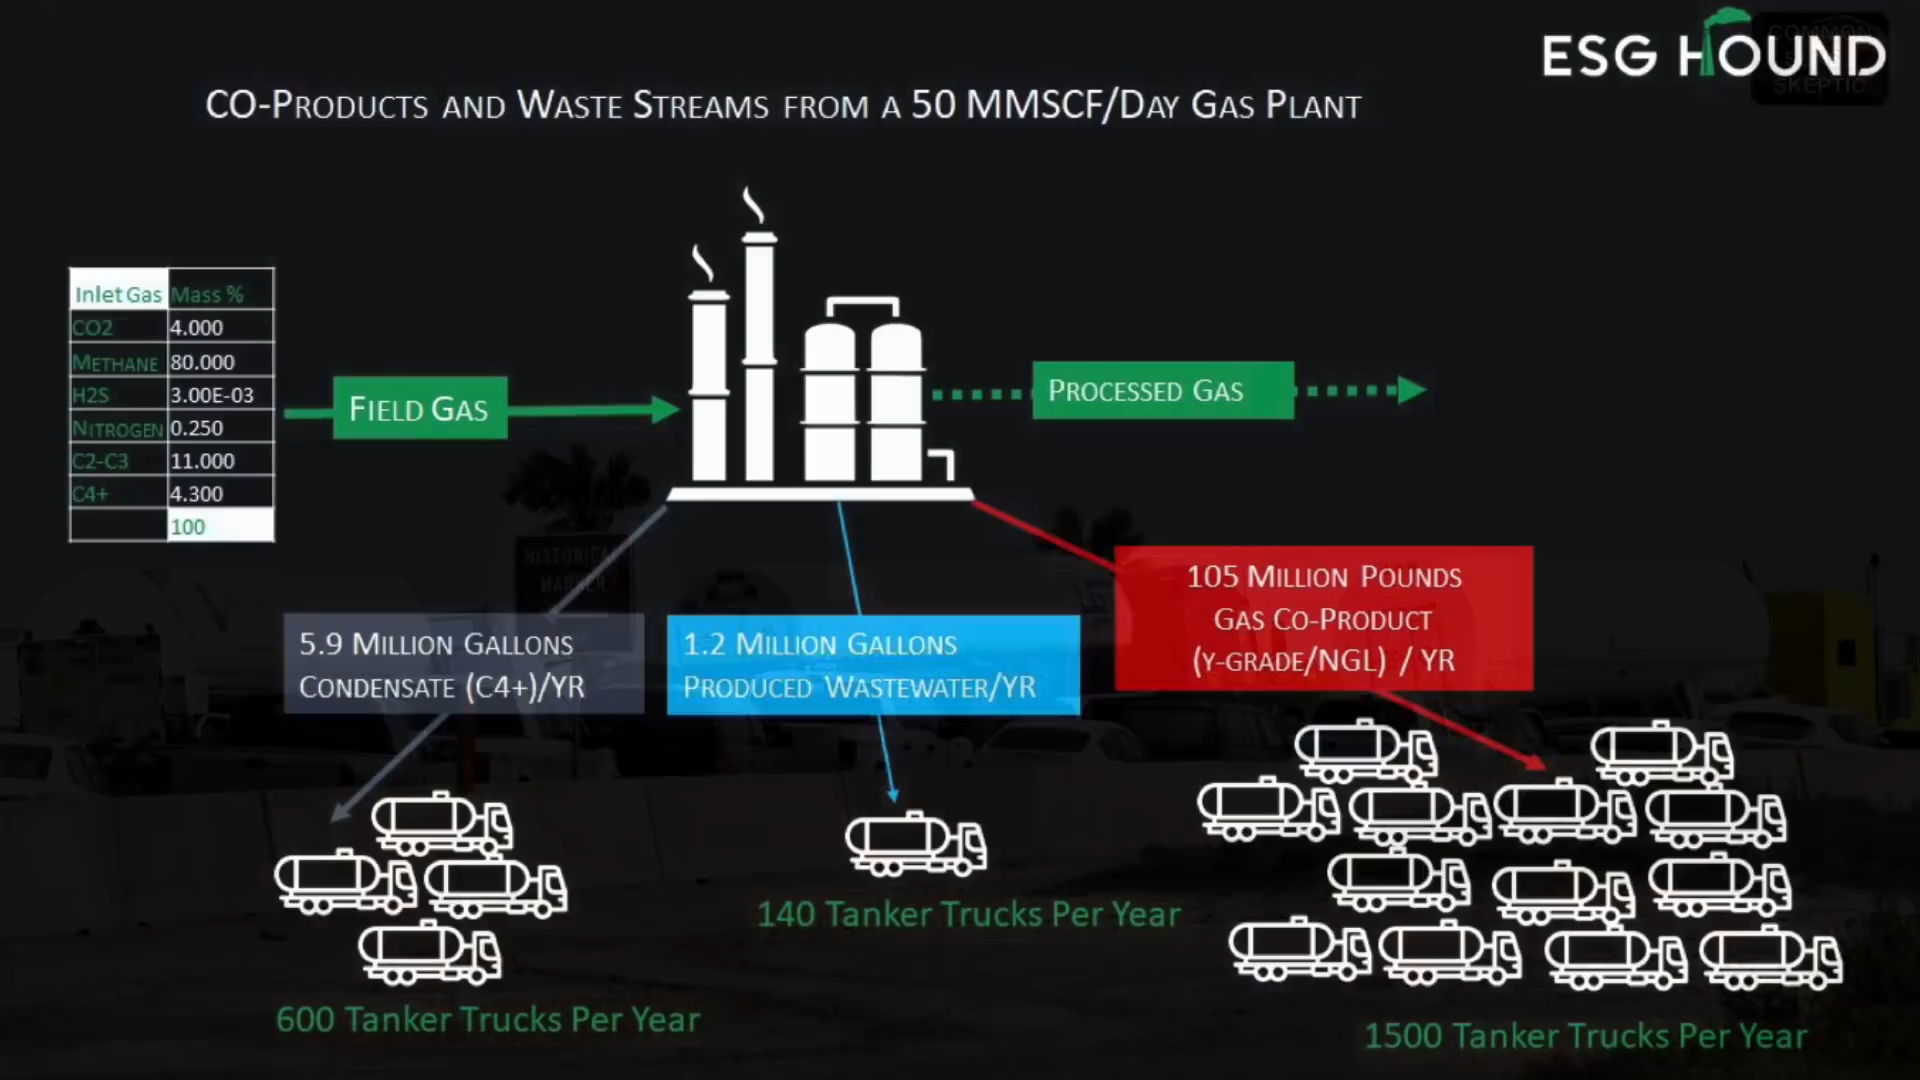 ESG HOUND
COMMON
SKEPTIC
CO-PRODUCTS AND WASTE STREAMS FROM A 50 MMSCF/DAY GAS PLANT
Inlet Gas Mass %
CO2 4.000
METHANE 80.000
H2S 3.00E-03
NITROGEN 0.250
C2-C3 11.000
C4+ 4.300
100
FIELD GAS
PROCESSED GAS
HISTORICAL
MARKER
5.9 MILLION GALLONS
CONDENSATE (C4+)/YR
1.2 MILLION GALLONS
PRODUCED WASTEWATER/YR
105 MILLION POUNDS
GAS CO-PRODUCT
(Y-GRADE/NGL) / YR
600 Tanker Trucks Per Year
140 Tanker Trucks Per Year
1500 Tanker Trucks Per Year